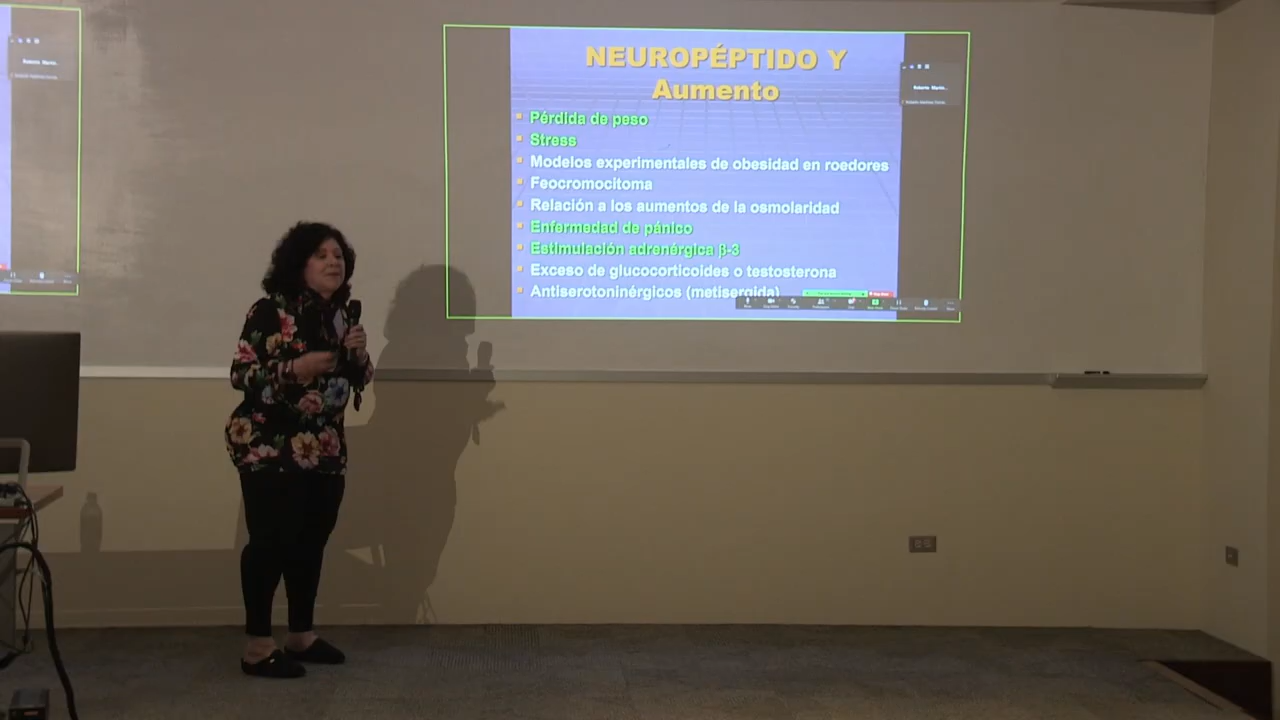 NEUROPÉPTIDO Y
Aumento
Pérdida de peso
Stress
Modelos experimentales de obesidad en roedores
Feocromocitoma
Relación a los aumentos de la osmolaridad
Enfermedad de pánico
Estimulación adrenérgica β-3
Exceso de glucocorticoides o testosterona
Antiserotoninérgicos (metisergida)